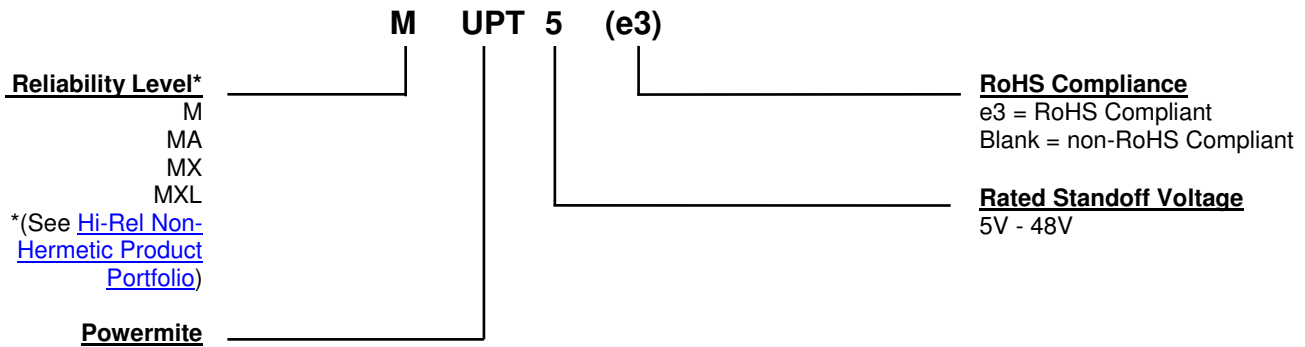 M UPT 5 (e3)
Reliability Level*
M
MA
MX
MXL
*(See Hi-Rel Non-
Hermetic Product
Portfolio)
Powermite
RoHS Compliance
e3 = RoHS Compliant
Blank = non-RoHS Compliant
Rated Standoff Voltage
5V - 48V